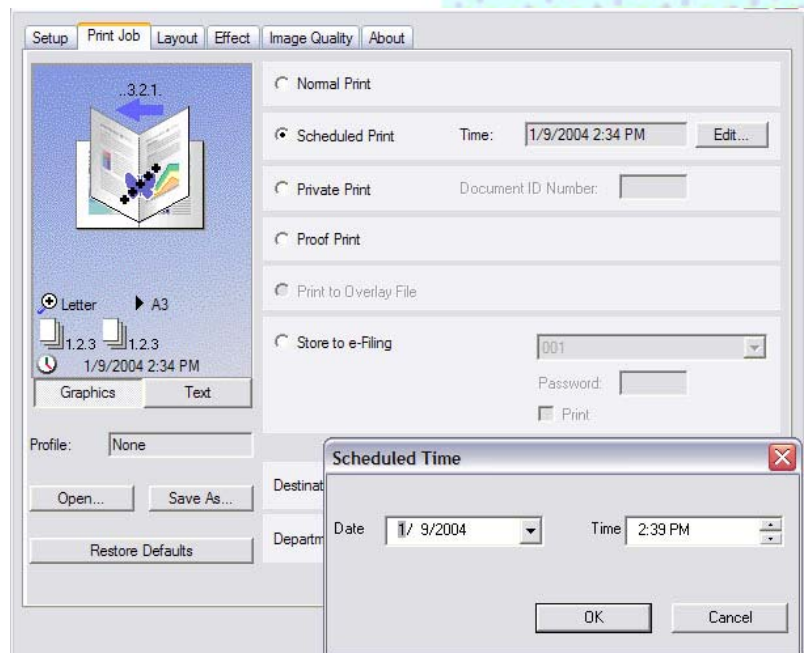 Setup Print Job Layout Effect Image Quality About
..3.2.1.
Normal Print
Scheduled Print Time: 1/9/2004 2:34 PM Edit...
Private Print Document ID Number:
Proof Print
Print to Overlay File
Letter A3
1.2.3 1.2.3
1/9/2004 2:34 PM
Graphics Text
Store to e-Filing 001
Password:
Print
Profile: None
Open... Save As...
Restore Defaults
Destinat
Departm
Scheduled Time
Date 1/ 9/2004 Time 2:39 PM
OK Cancel